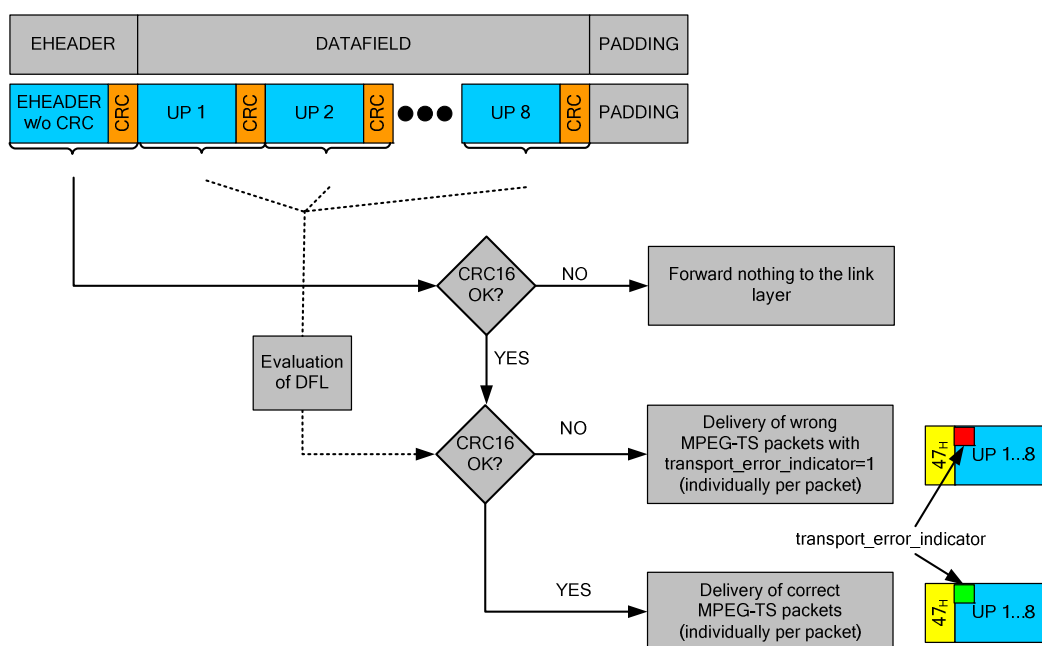 EHEADER DATAFIELD PADDING
EHEADER
w/o CRC
CRC UP 1 CRC UP 2 CRC UP 8 CRC PADDING
CRC16
OK?
NO
Forward nothing to the link
layer
YES
Evaluation
of DFL
CRC16
OK?
NO
Delivery of wrong
MPEG-TS packets with
transport_error_indicator=1
(individually per packet)
47H UP 1...8
transport_error_indicator
YES
Delivery of correct
MPEG-TS packets
(individually per packet)
47H UP 1...8